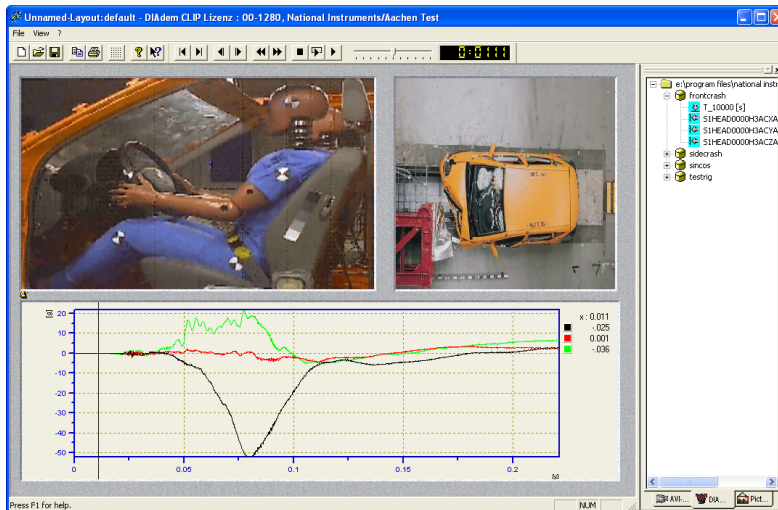 Unnamed-Layout: default - DIAdem CLIP Lizenz : 00-1280, National Instruments/Aachen Test
File View ?
0:0111
e:\program files\national instr
frontcrash
T_10000 [s]
S1HEAD0000H3ACXA
S1HEAD0000H3ACYA
S1HEAD0000H3ACZA
sidecrash
sincos
testrig
[g]
20
10
0
-10
-20
-30
-40
-50
0 0.05 0.1 0.15 0.2
[s]
x : 0.011
-.025
0.001
-.036
AVI-... DIA... Pict...
Press F1 for help.
NUM